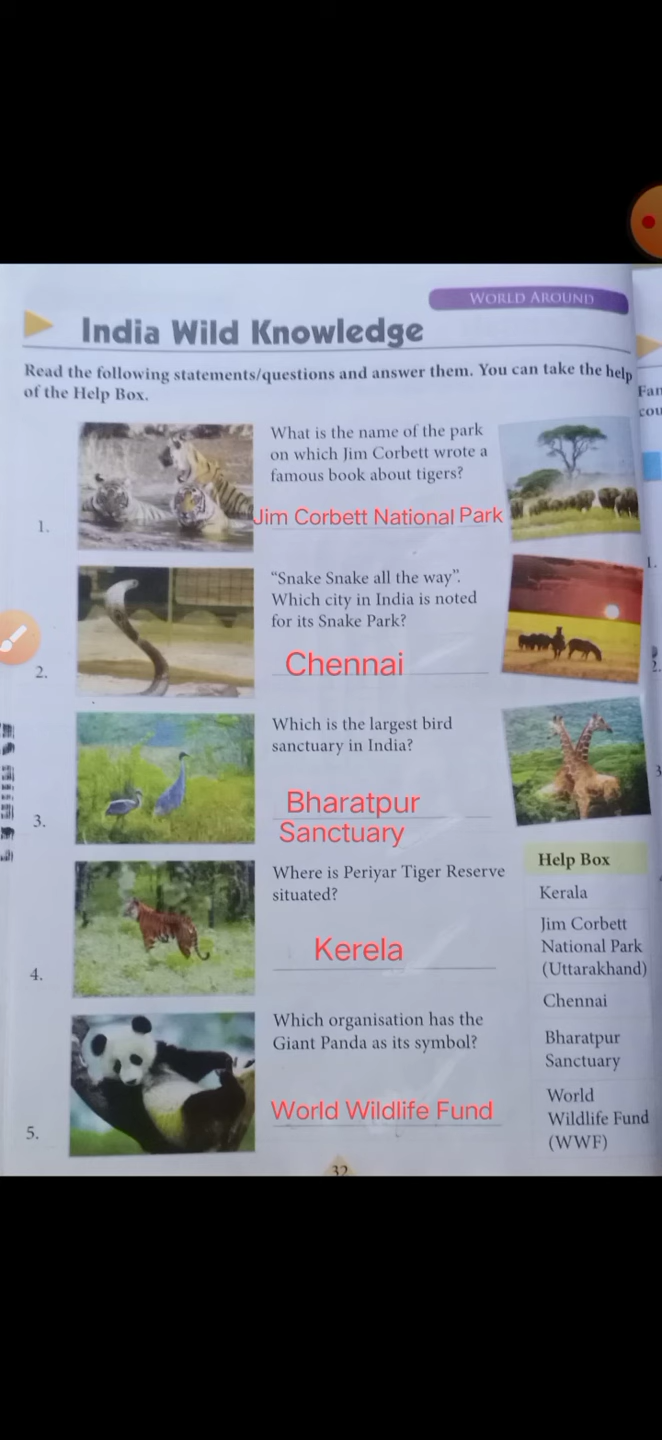 WORLD AROUND
India Wild Knowledge
Read the following statements/questions and answer them. You can take the help
of the Help Box.
Fan
cou
1.
What is the name of the park
on which Jim Corbett wrote a
famous book about tigers?
Jim Corbett National Park
2.
“Snake Snake all the way”.
Which city in India is noted
for its Snake Park?
Chennai
3.
Which is the largest bird
sanctuary in India?
Bharatpur
Sanctuary
4.
Where is Periyar Tiger Reserve
situated?
Kerela
5.
Which organisation has the
Giant Panda as its symbol?
World Wildlife Fund
Help Box
Kerala
Jim Corbett
National Park
(Uttarakhand)
Chennai
Bharatpur
Sanctuary
World
Wildlife Fund
(WWF)
1.
2.
3
32